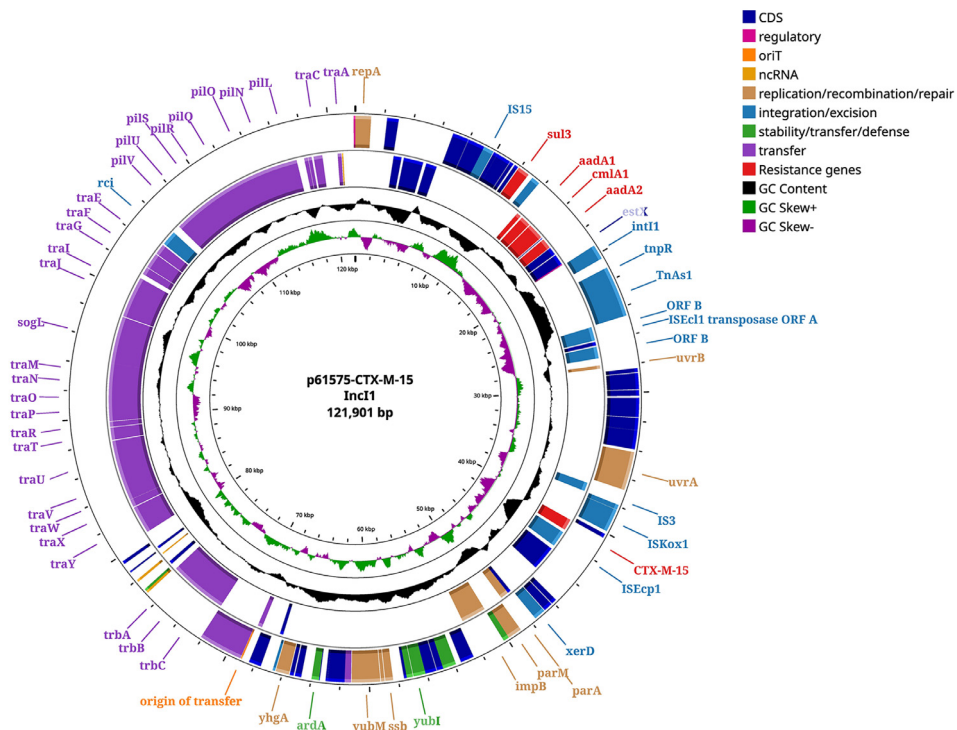 CDS
regulatory
oriT
ncRNA
replication/recombination/repair
integration/excision
stability/transfer/defense
transfer
Resistance genes
GC Content
GC Skew+
GC Skew-
repA
IS15
sul3
aadA1
cmlA1
aadA2
estX
intI1
tnpR
TnAs1
ORF B
ISEcl1 transposase ORF A
ORF B
uvrB
uvrA
IS3
ISKox1
CTX-M-15
ISEcp1
xerD
parM
parA
impB
yubI
ssb
yubM
ardA
yhgA
origin of transfer
trbC
trbB
trbA
traY
traX
traW
traV
traU
traT
traR
traP
traO
traN
traM
sogL
traJ
traI
traG
traF
traE
rci
pilV
pilU
pilR
pilS
pilQ
pilO
pilN
pilL
traC
traA
p61575-CTX-M-15
IncI1
121,901 bp
10 kbp
20 kbp
30 kbp
40 kbp
50 kbp
60 kbp
70 kbp
80 kbp
90 kbp
100 kbp
110 kbp
120 kbp